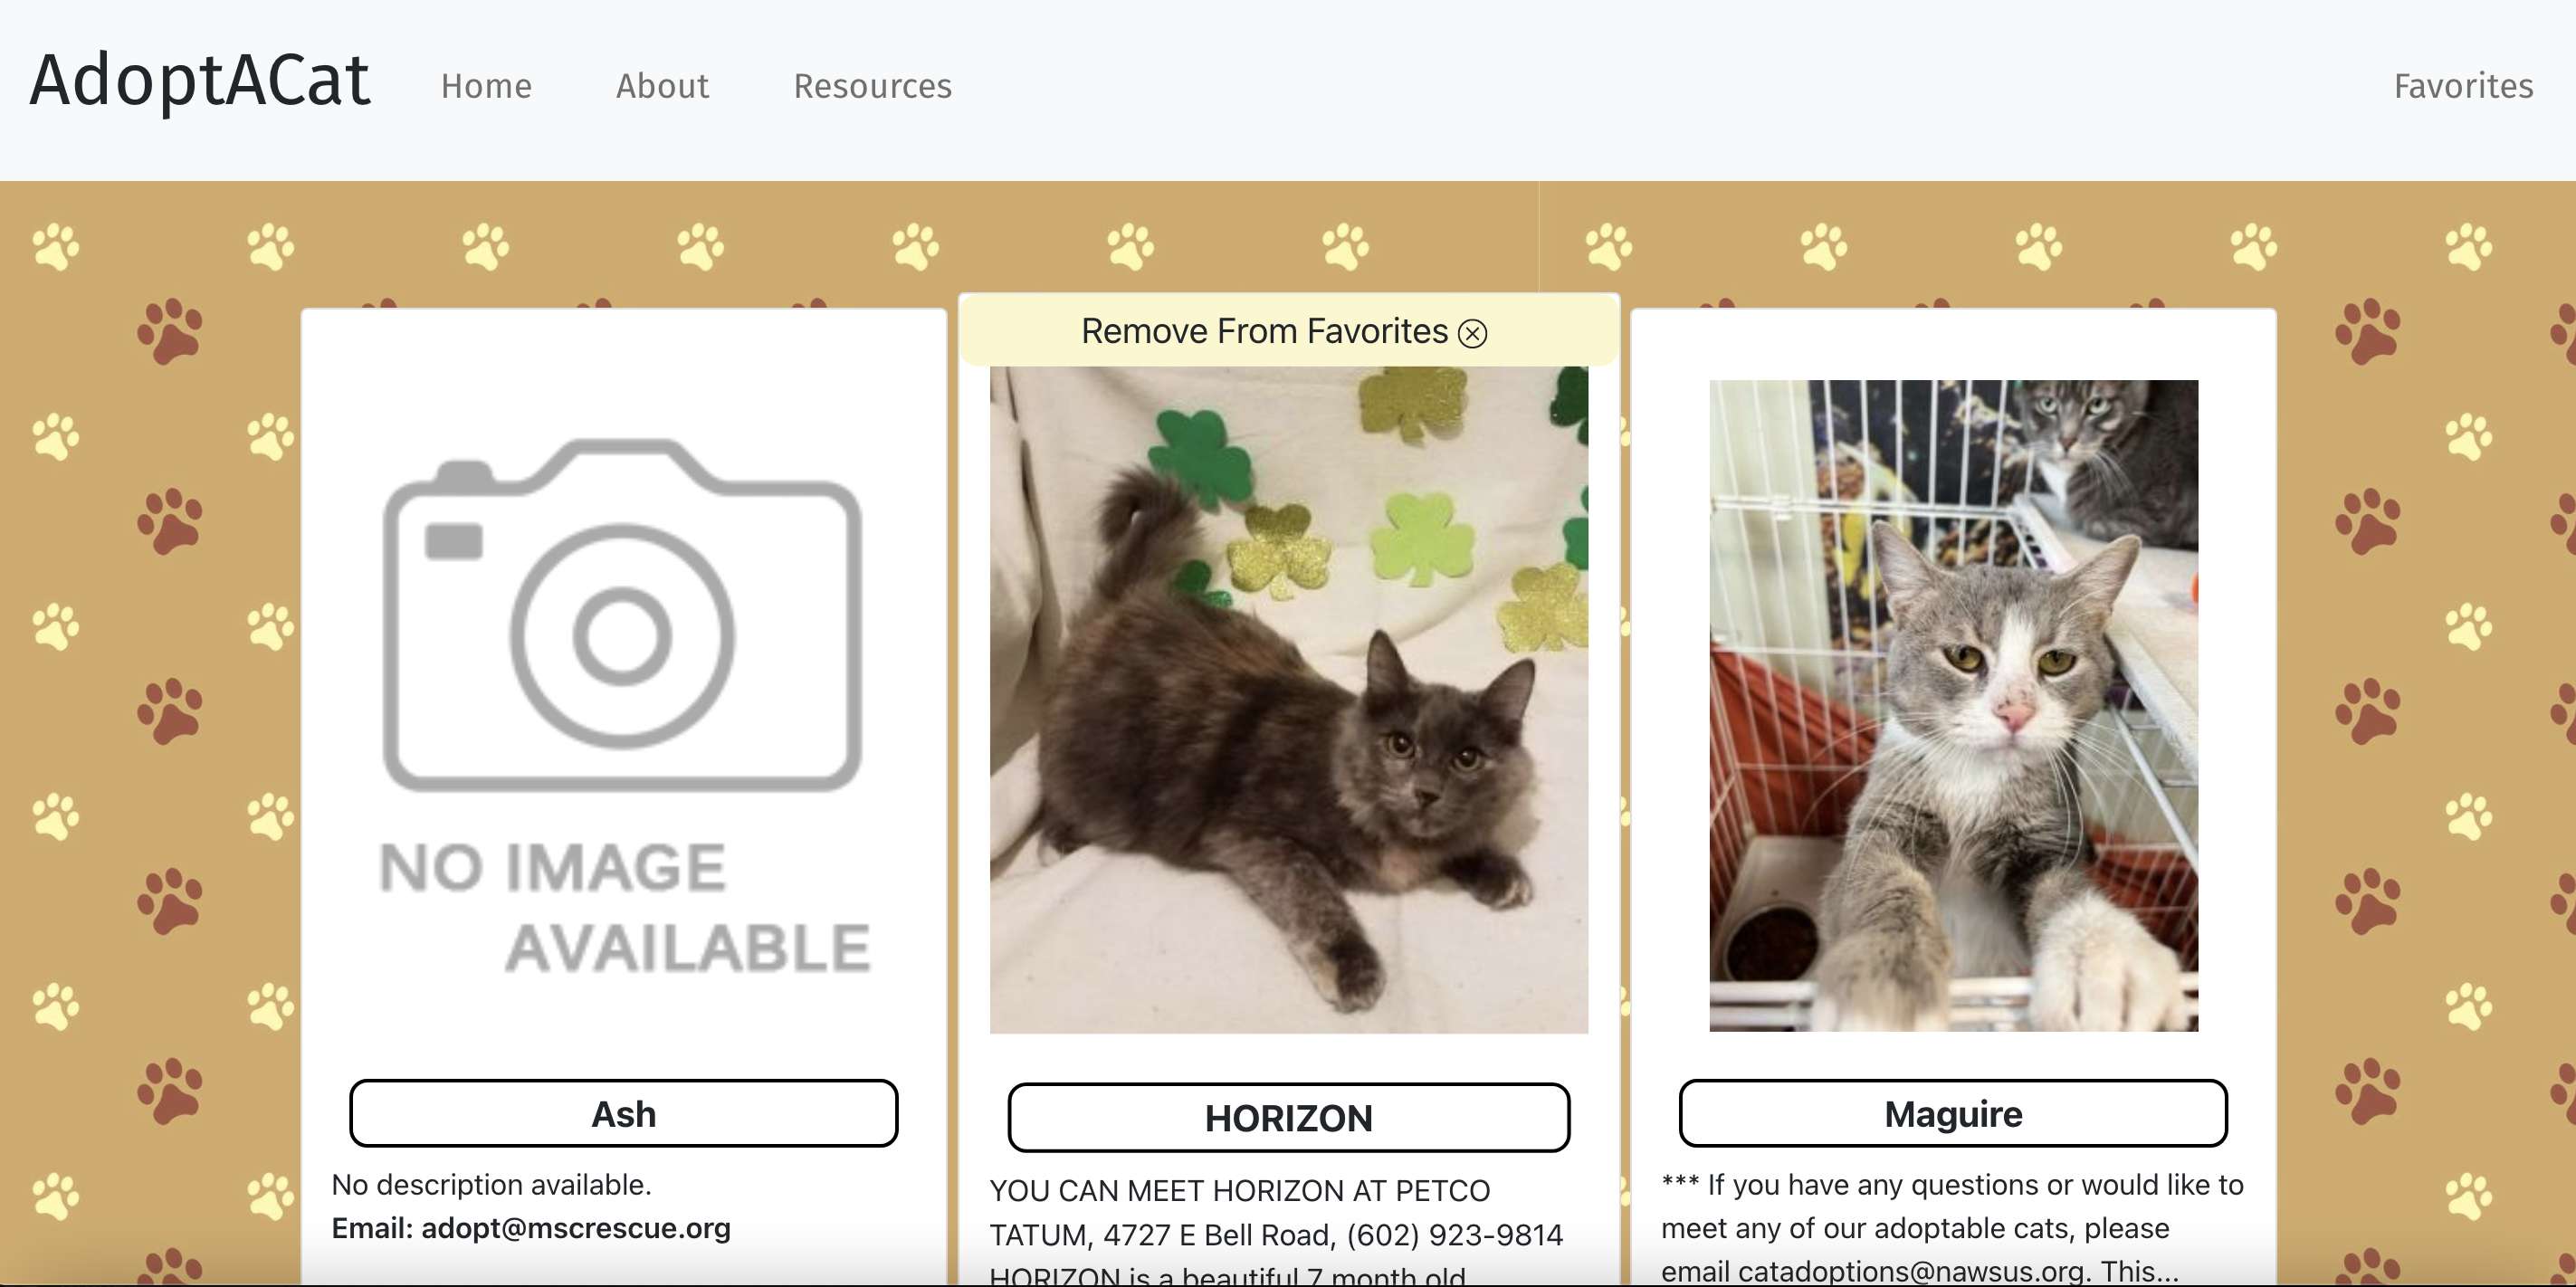 AdoptACat Home About Resources Favorites
Remove From Favorites
NO IMAGE
AVAILABLE
Ash
No description available.
Email: adopt@mscrescue.org
HORIZON
YOU CAN MEET HORIZON AT PETCO
TATUM, 4727 E Bell Road, (602) 923-9814
HORIZON is a beautiful 7 month old
Maguire
*** If you have any questions or would like to
meet any of our adoptable cats, please
email catadoptions@nawsus.org. This...